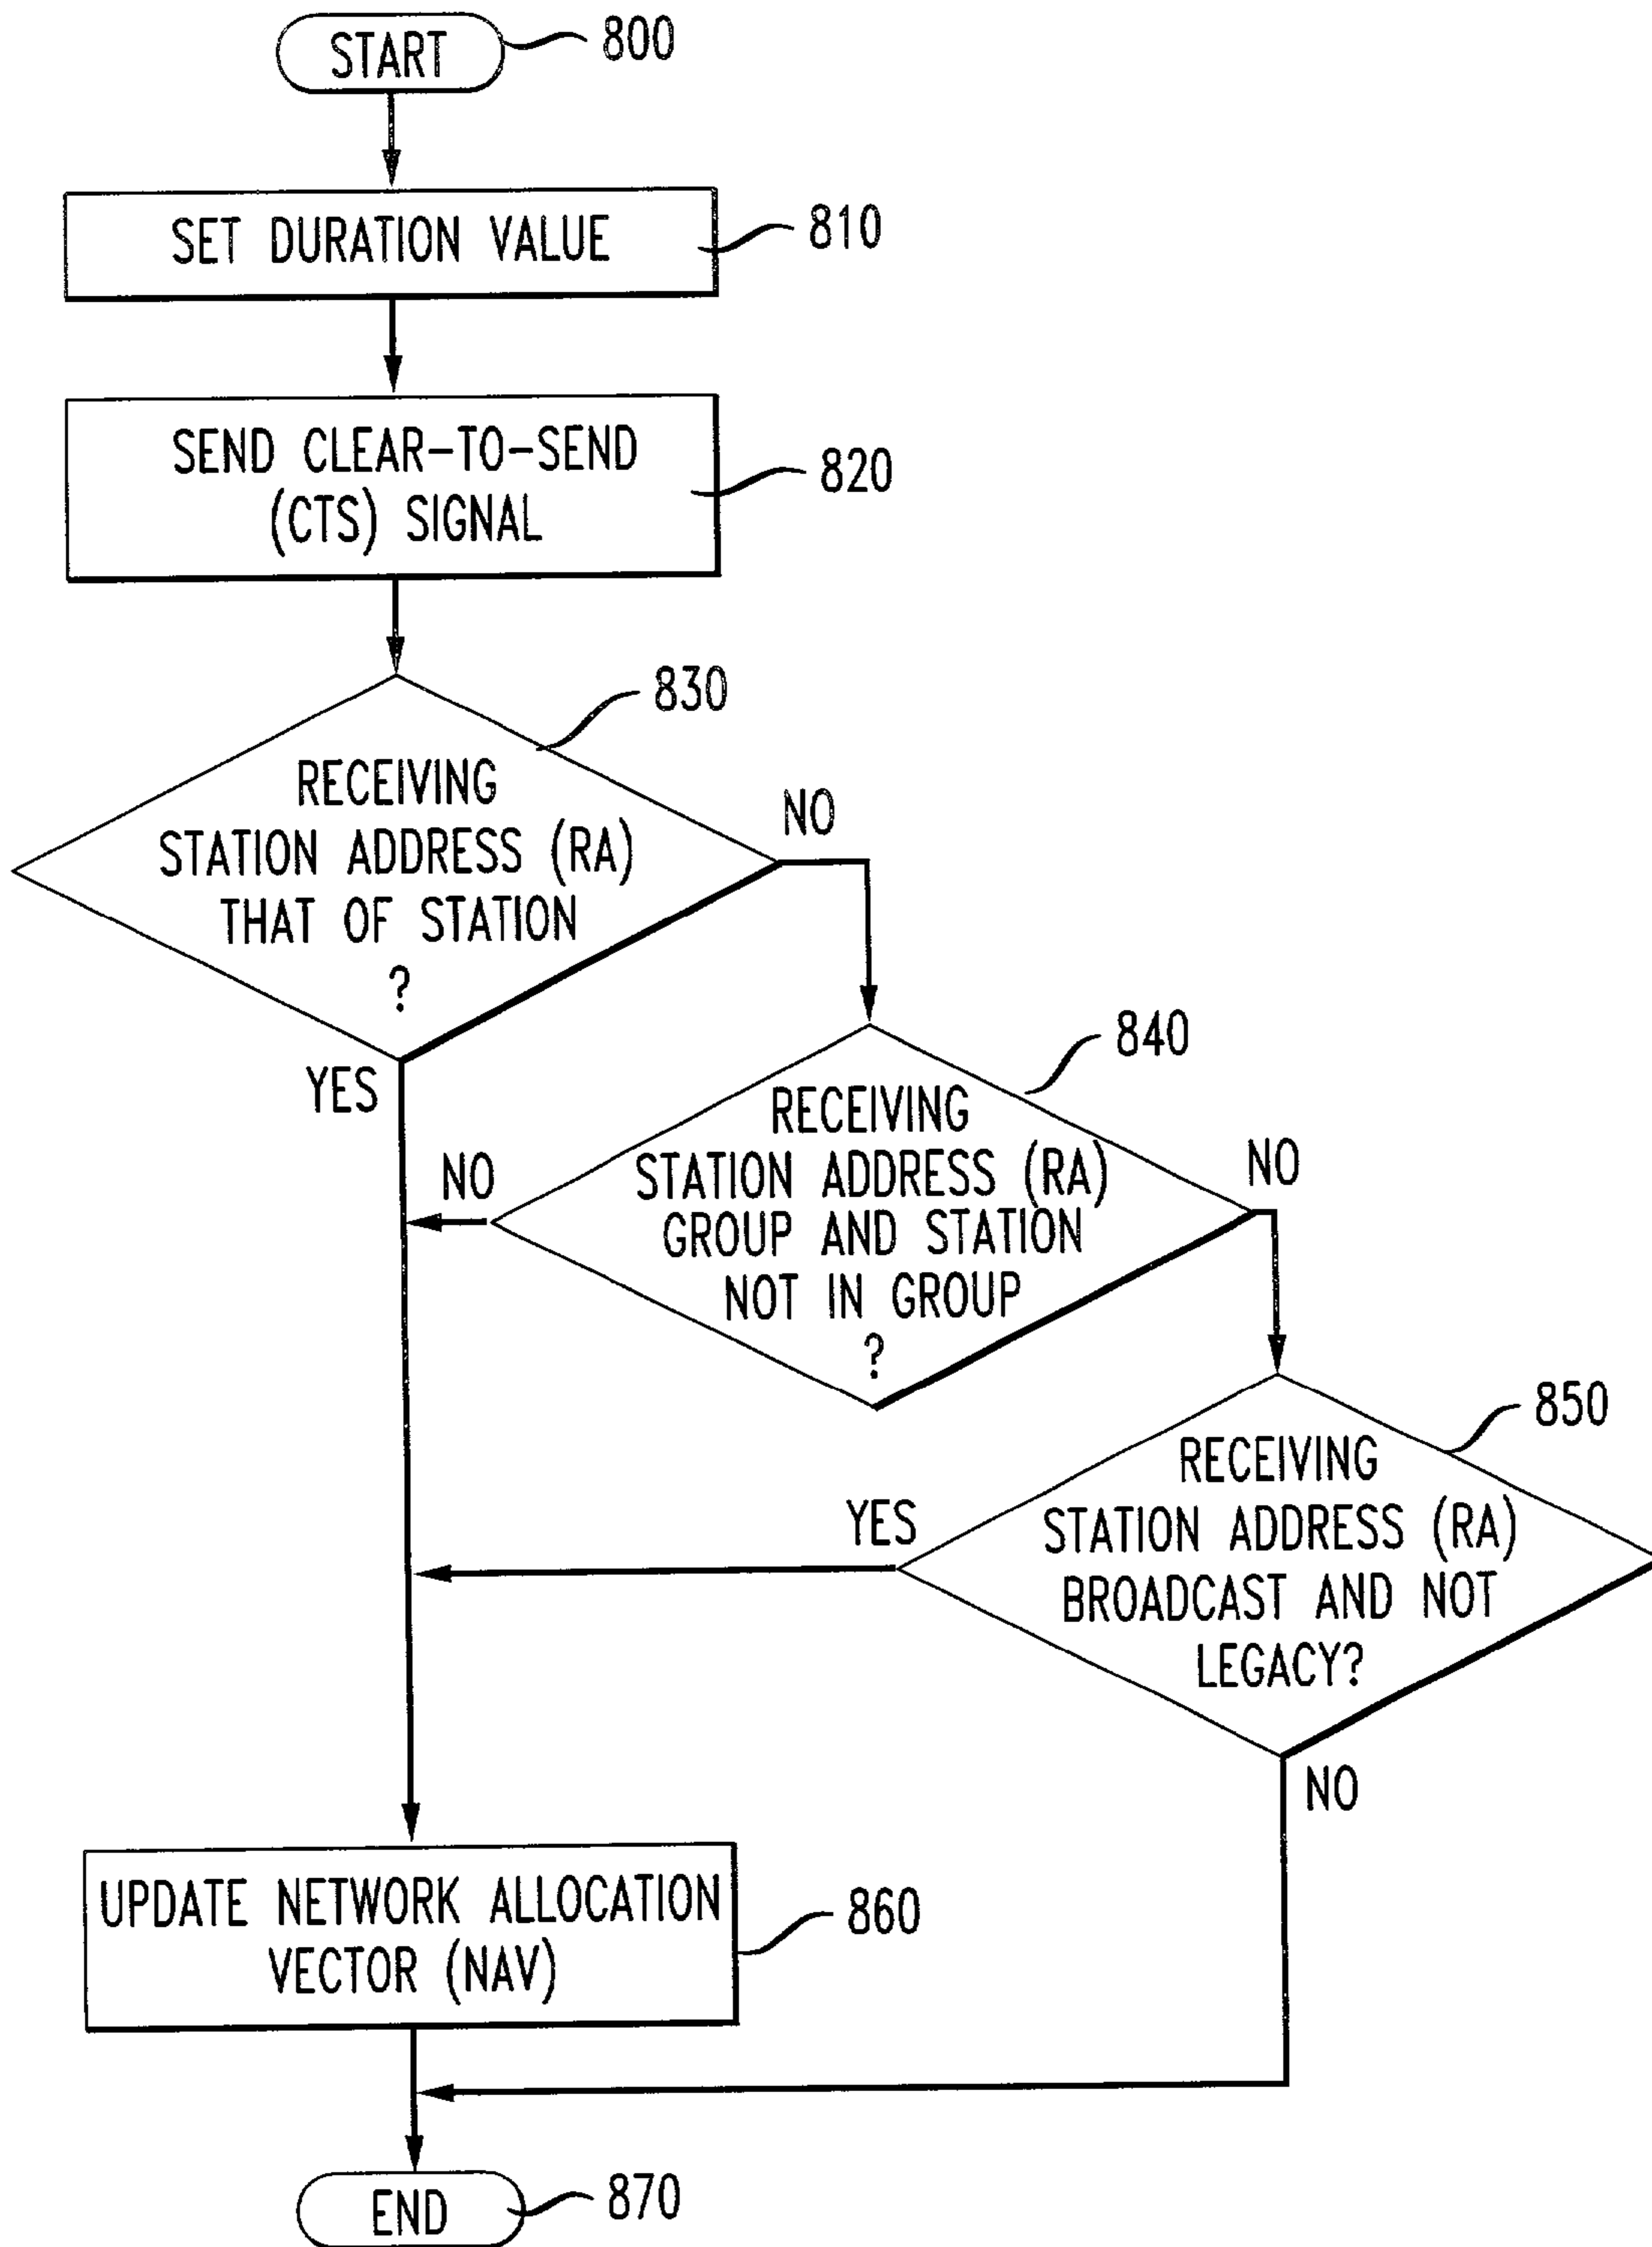 START
800
SET DURATION VALUE
810
SEND CLEAR-TO-SEND
(CTS) SIGNAL
820
830
RECEIVING
STATION ADDRESS (RA)
THAT OF STATION
?
NO
YES
840
RECEIVING
STATION ADDRESS (RA)
GROUP AND STATION
NOT IN GROUP
?
NO
NO
850
RECEIVING
STATION ADDRESS (RA)
BROADCAST AND NOT
LEGACY?
YES
NO
UPDATE NETWORK ALLOCATION
VECTOR (NAV)
860
END
870